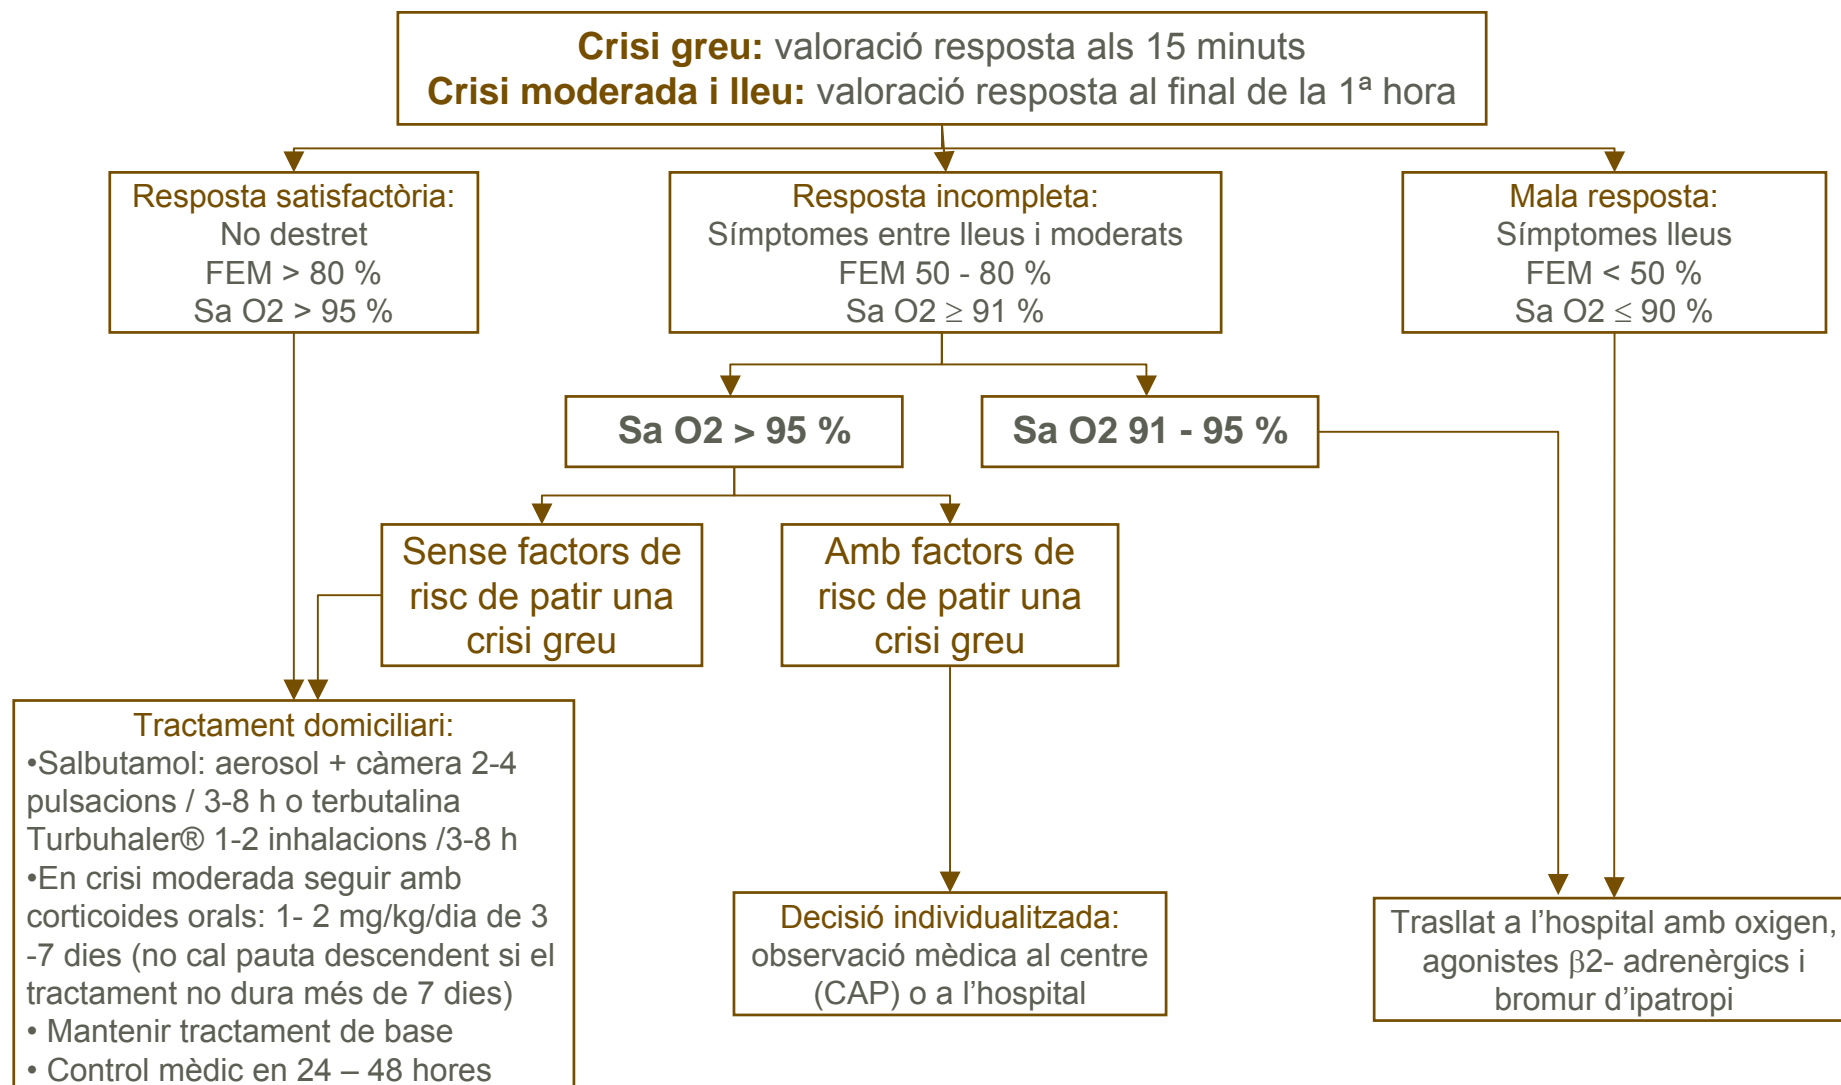 Crisi greu: valoració resposta als 15 minuts
Crisi moderada i lleu: valoració resposta al final de la 1ª hora
Resposta satisfactòria:
No destret
FEM > 80 %
Sa O2 > 95 %
Resposta incompleta:
Símptomes entre lleus i moderats
FEM 50 - 80 %
Sa O2 ≥ 91 %
Mala resposta:
Símptomes lleus
FEM < 50 %
Sa O2 ≤ 90 %
Sa O2 > 95 %
Sa O2 91 - 95 %
Sense factors de
risc de patir una
crisi greu
Amb factors de
risc de patir una
crisi greu
Tractament domiciliari:
•Salbutamol: aerosol + càmera 2-4
pulsacions / 3-8 h o terbutalina
Turbuhaler® 1-2 inhalacions /3-8 h
•En crisi moderada seguir amb
corticoides orals: 1- 2 mg/kg/dia de 3
-7 dies (no cal pauta descendent si el
tractament no dura més de 7 dies)
• Mantenir tractament de base
• Control mèdic en 24 – 48 hores
Decisió individualitzada:
observació mèdica al centre
(CAP) o a l’hospital
Trasllat a l’hospital amb oxigen,
agonistes β2- adrenèrgics i
bromur d’ipatropi